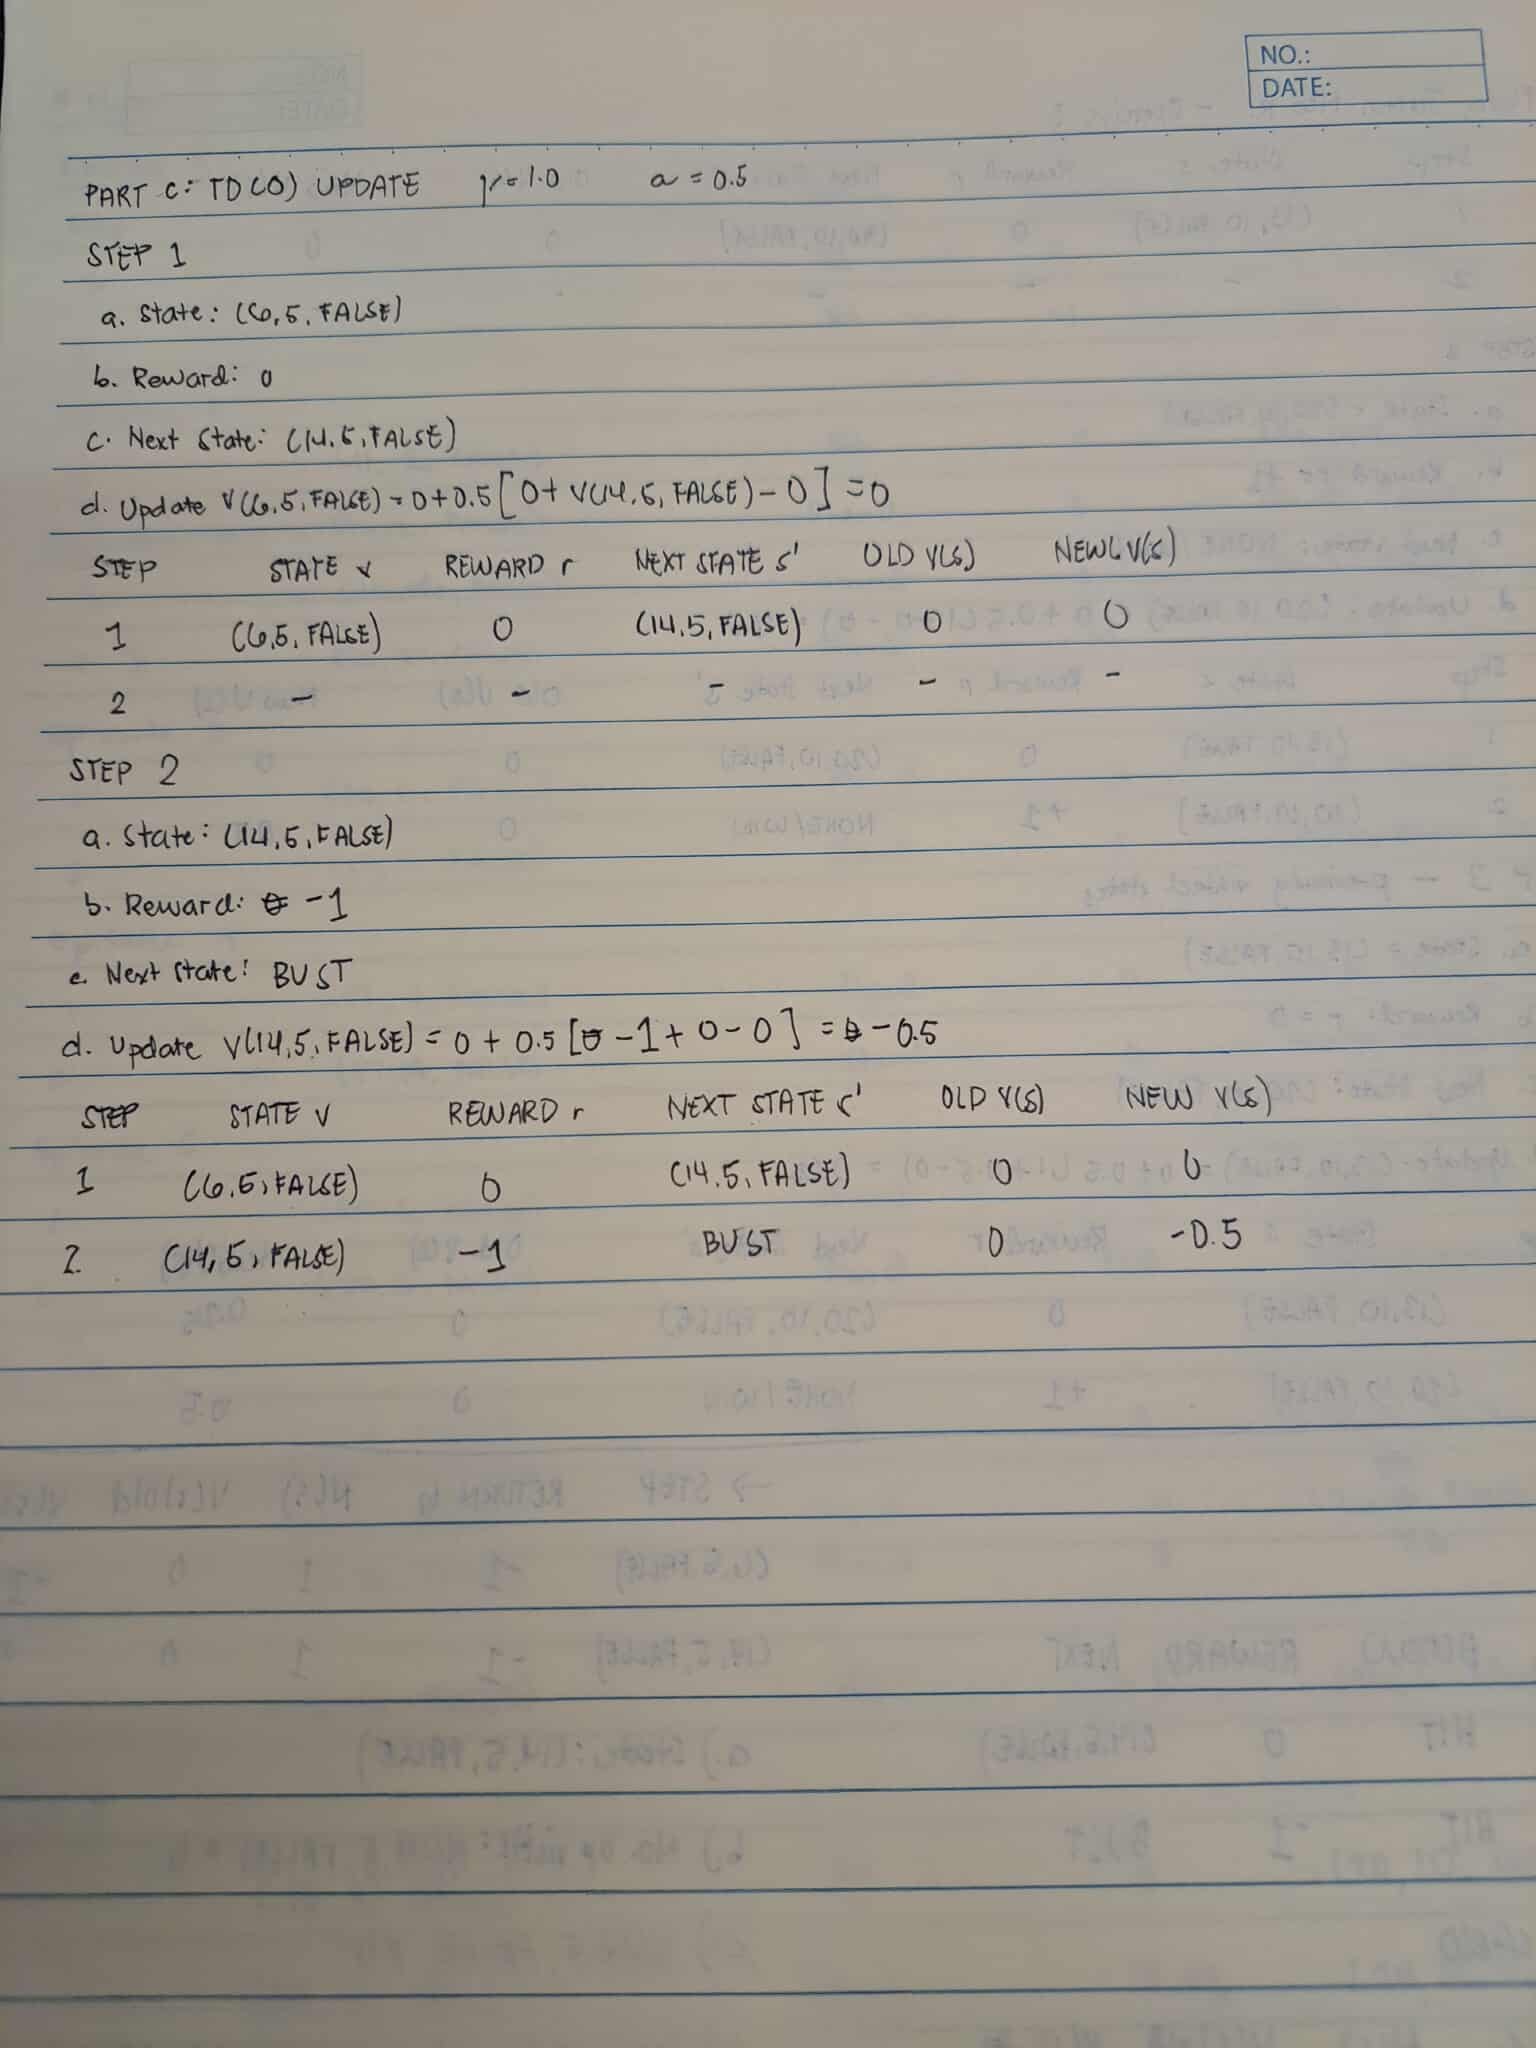 NO.:
DATE:
PART C: TD(0) UPDATE γ=1.0 a = 0.5
STEP 1
a. State: (6,5, FALSE)
b. Reward: 0
c. Next State: (14,5, FALSE)
d. Update V(6,5, FALSE) = 0+0.5[0+ V(14,5, FALSE) - 0] = 0
STEP STATE v REWARD r NEXT STATE s' OLD V(s) NEW V(s)
1 (6,5, FALSE) 0 (14,5, FALSE) 0 0
2 - - - - -
STEP 2
a. State: (14,5, FALSE)
b. Reward: -1
c. Next State: BUST
d. Update V(14,5, FALSE) = 0 + 0.5 [-1+0-0] = -0.5
STEP STATE V REWARD r NEXT STATE s' OLD V(s) NEW V(s)
1 (6,5, FALSE) 0 (14,5, FALSE) 0 0
2 (14,5, FALSE) -1 BUST 0 -0.5